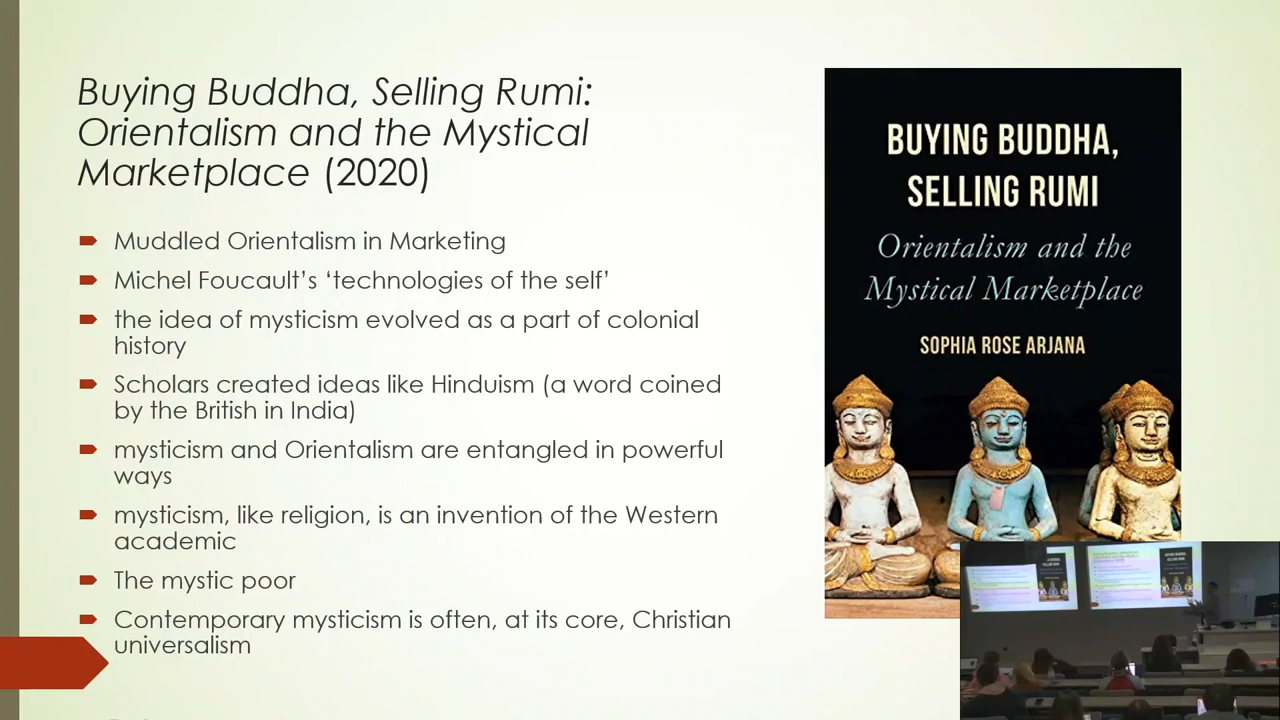 Buying Buddha, Selling Rumi:
Orientalism and the Mystical
Marketplace (2020)
Muddled Orientalism in Marketing
Michel Foucault’s ‘technologies of the self’
the idea of mysticism evolved as a part of colonial
history
Scholars created ideas like Hinduism (a word coined
by the British in India)
mysticism and Orientalism are entangled in powerful
ways
mysticism, like religion, is an invention of the Western
academic
The mystic poor
Contemporary mysticism is often, at its core, Christian
universalism
BUYING BUDDHA,
SELLING RUMI
Orientalism and the
Mystical Marketplace
SOPHIA ROSE ARJANA